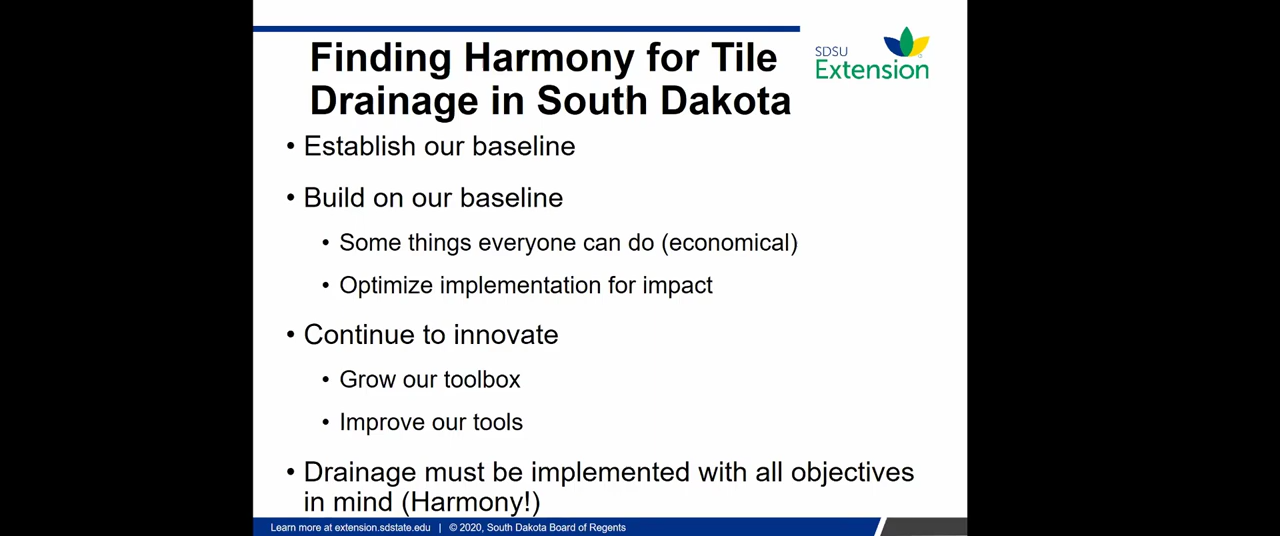 Finding Harmony for Tile
Drainage in South Dakota
SDSU
Extension
• Establish our baseline
• Build on our baseline
• Some things everyone can do (economical)
• Optimize implementation for impact
• Continue to innovate
• Grow our toolbox
• Improve our tools
• Drainage must be implemented with all objectives
in mind (Harmony!)
Learn more at extension.sdstate.edu | © 2020, South Dakota Board of Regents